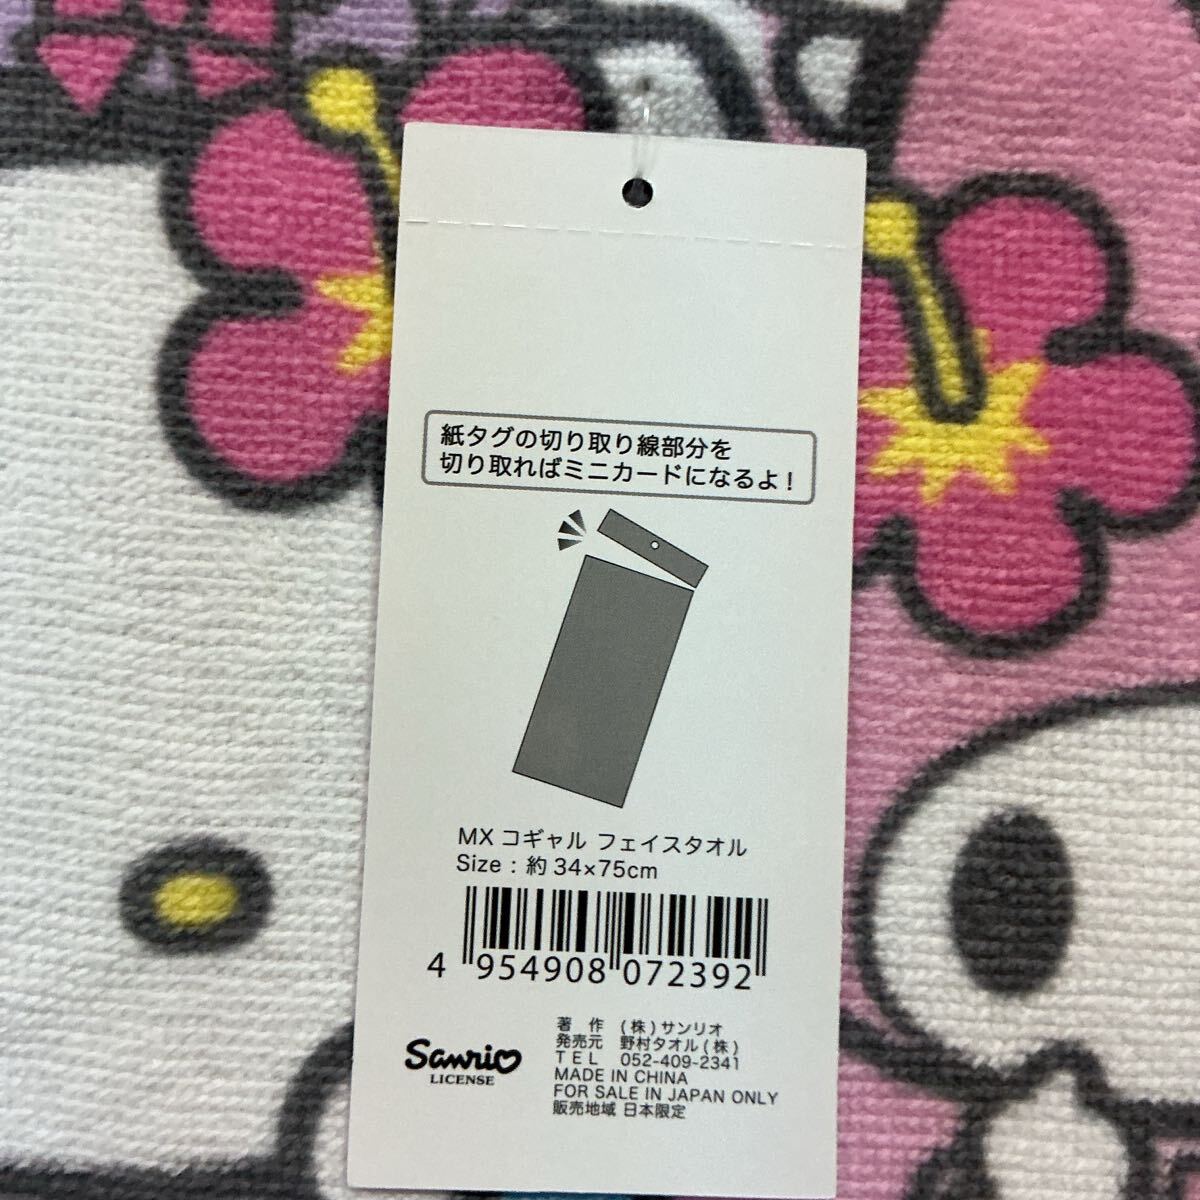 紙タグの切り取り線部分を
切り取ればミニカードになるよ!
MX コギャル フェイスタオル
Size : 約 34×75cm
4 954908 072392
Sanrio
LICENSE
著 作 (株)サンリオ
発売元 野村タオル(株)
TEL 052-409-2341
MADE IN CHINA
FOR SALE IN JAPAN ONLY
販売地域 日本限定